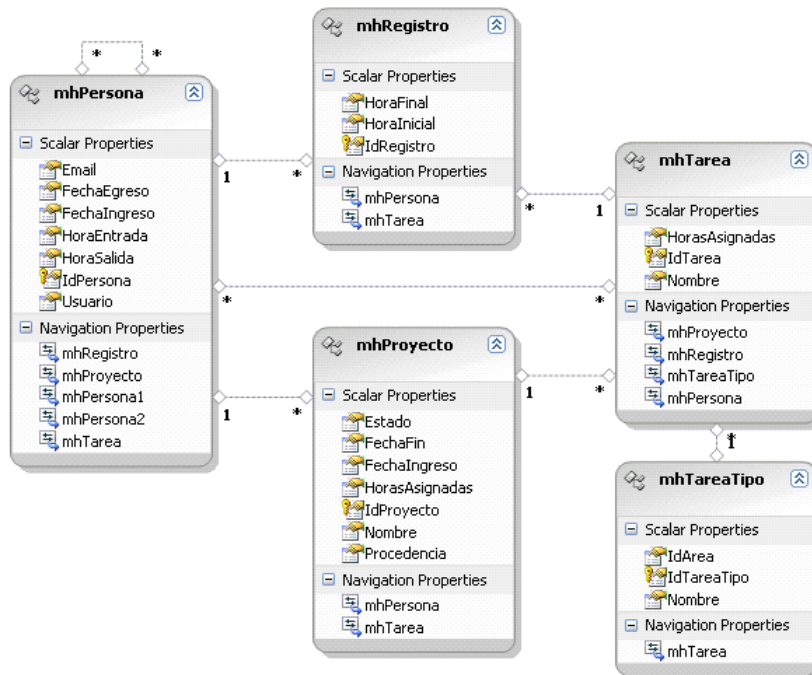 mhPersona
Scalar Properties
Email
FechaEgreso
FechaIngreso
HoraEntrada
HoraSalida
IdPersona
Usuario
Navigation Properties
mhRegistro
mhProyecto
mhPersona1
mhPersona2
mhTarea
* *
1 *
* *
1 *
mhRegistro
Scalar Properties
HoraFinal
HoraInicial
IdRegistro
Navigation Properties
mhPersona
mhTarea
* 1
mhProyecto
Scalar Properties
Estado
FechaFin
FechaIngreso
HorasAsignadas
IdProyecto
Nombre
Procedencia
Navigation Properties
mhPersona
mhTarea
1 *
mhTarea
Scalar Properties
HorasAsignadas
IdTarea
Nombre
Navigation Properties
mhProyecto
mhRegistro
mhTareaTipo
mhPersona
*
1
mhTareaTipo
Scalar Properties
IdArea
IdTareaTipo
Nombre
Navigation Properties
mhTarea